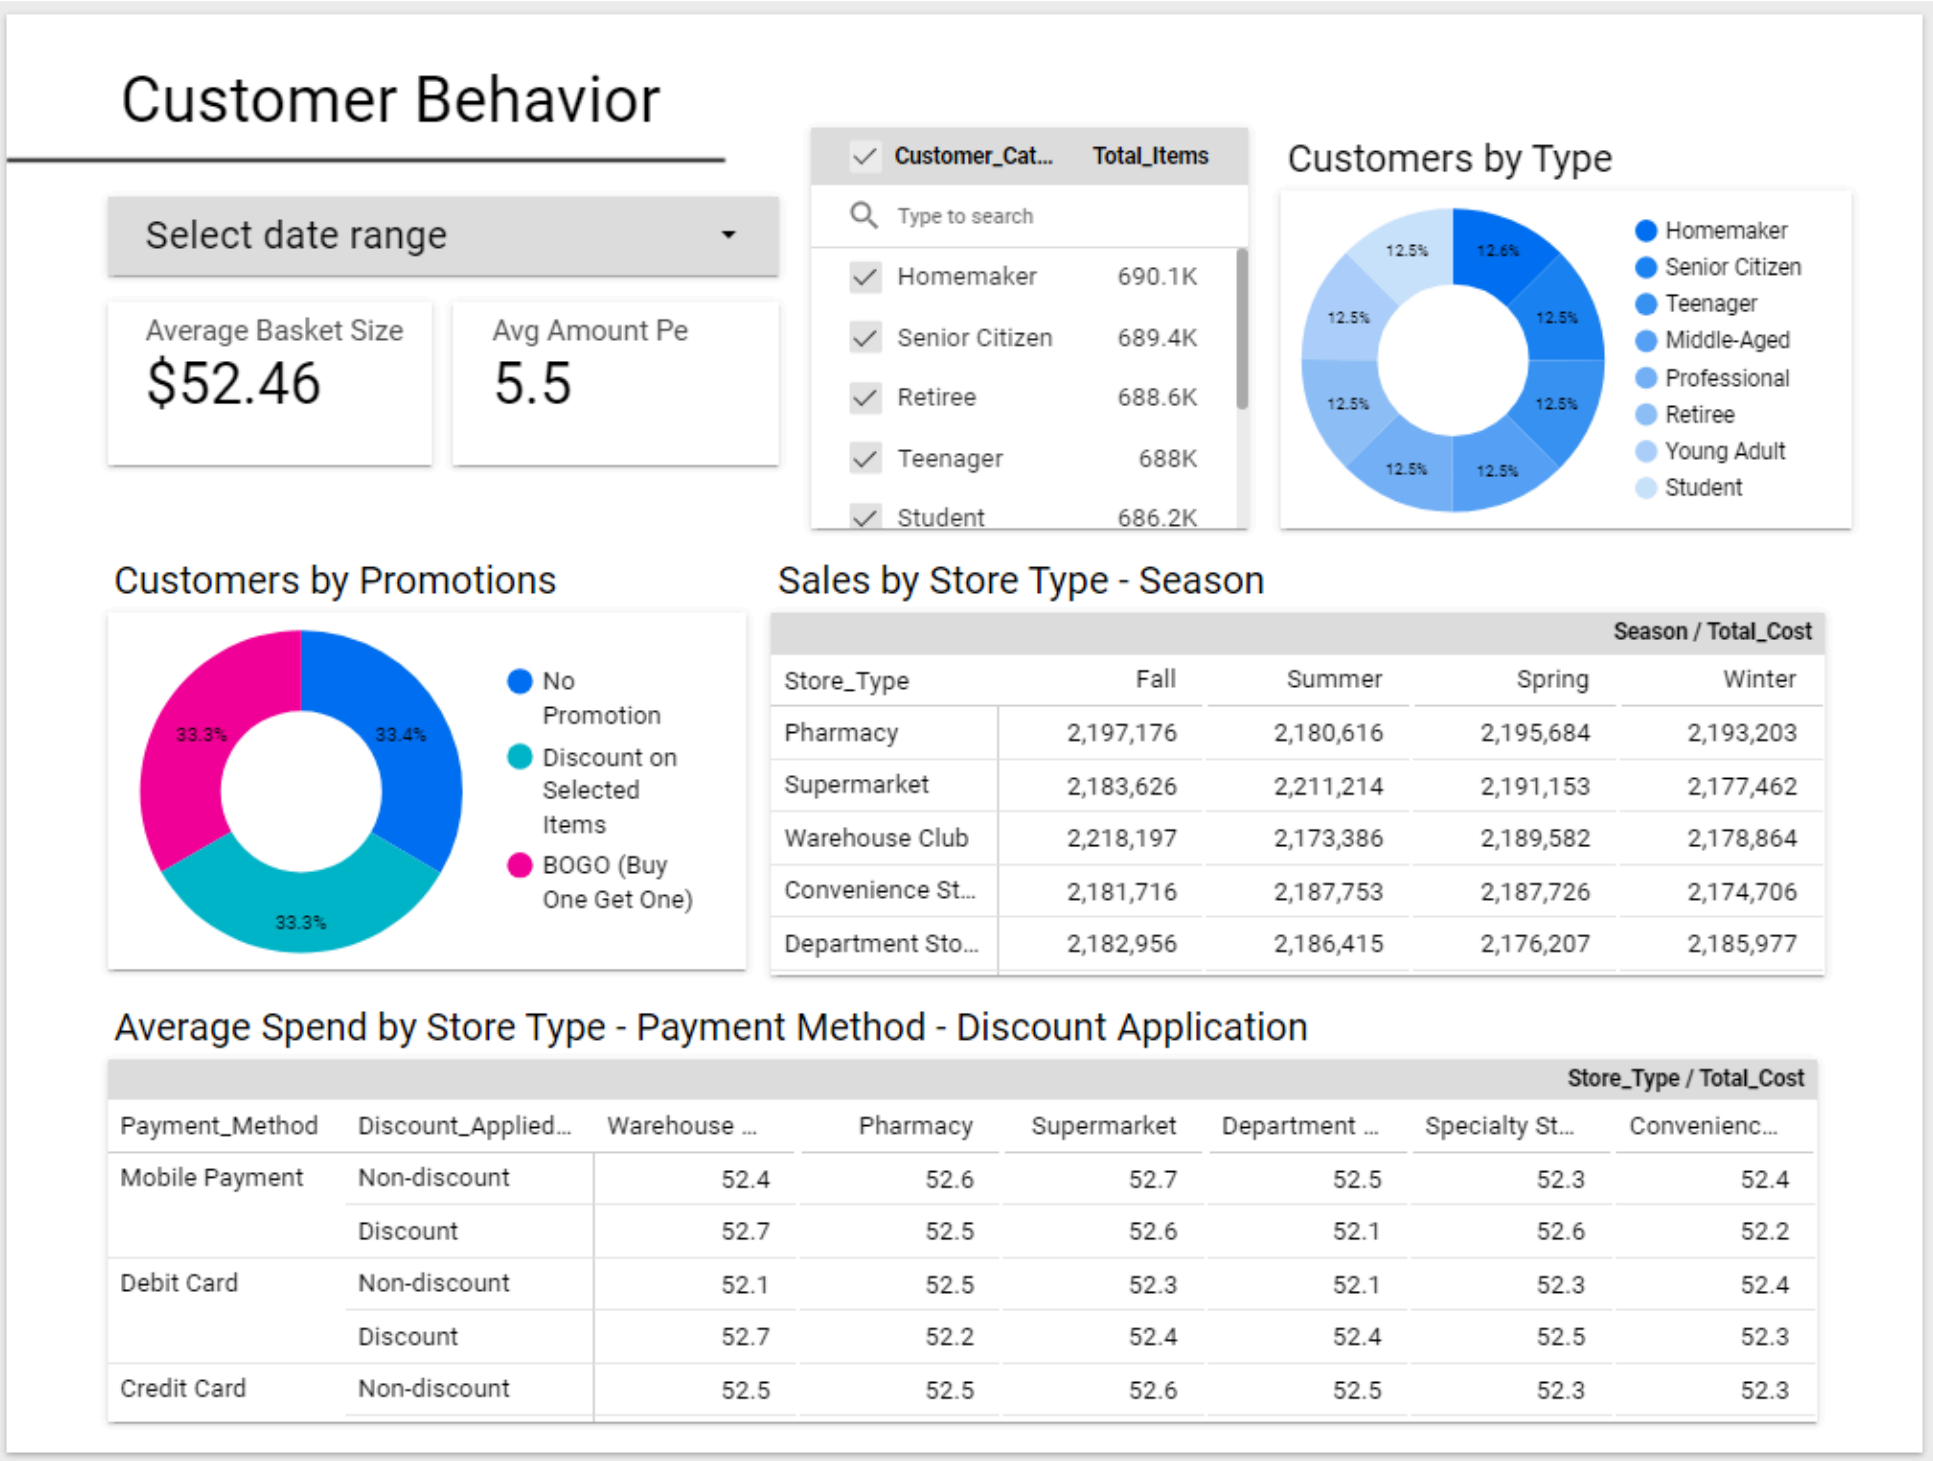 Customer Behavior
Select date range
Average Basket Size
$52.46
Avg Amount Pe
5.5
Customer_Cat... Total_Items
Type to search
Homemaker 690.1K
Senior Citizen 689.4K
Retiree 688.6K
Teenager 688K
Student 686.2K
Customers by Type
12.6%
12.5%
12.5%
12.5%
12.5%
12.5%
12.5%
12.5%
Homemaker
Senior Citizen
Teenager
Middle-Aged
Professional
Retiree
Young Adult
Student
Customers by Promotions
33.3%
33.4%
33.3%
No
Promotion
Discount on
Selected
Items
BOGO (Buy
One Get One)
Sales by Store Type - Season
Season / Total_Cost
Store_Type Fall Summer Spring Winter
Pharmacy 2,197,176 2,180,616 2,195,684 2,193,203
Supermarket 2,183,626 2,211,214 2,191,153 2,177,462
Warehouse Club 2,218,197 2,173,386 2,189,582 2,178,864
Convenience St... 2,181,716 2,187,753 2,187,726 2,174,706
Department Sto... 2,182,956 2,186,415 2,176,207 2,185,977
Average Spend by Store Type - Payment Method - Discount Application
Store_Type / Total_Cost
Payment_Method Discount_Applied... Warehouse ... Pharmacy Supermarket Department ... Specialty St... Convenienc...
Mobile Payment Non-discount 52.4 52.6 52.7 52.5 52.3 52.4
Discount 52.7 52.5 52.6 52.1 52.6 52.2
Debit Card Non-discount 52.1 52.5 52.3 52.1 52.3 52.4
Discount 52.7 52.2 52.4 52.4 52.5 52.3
Credit Card Non-discount 52.5 52.5 52.6 52.5 52.3 52.3